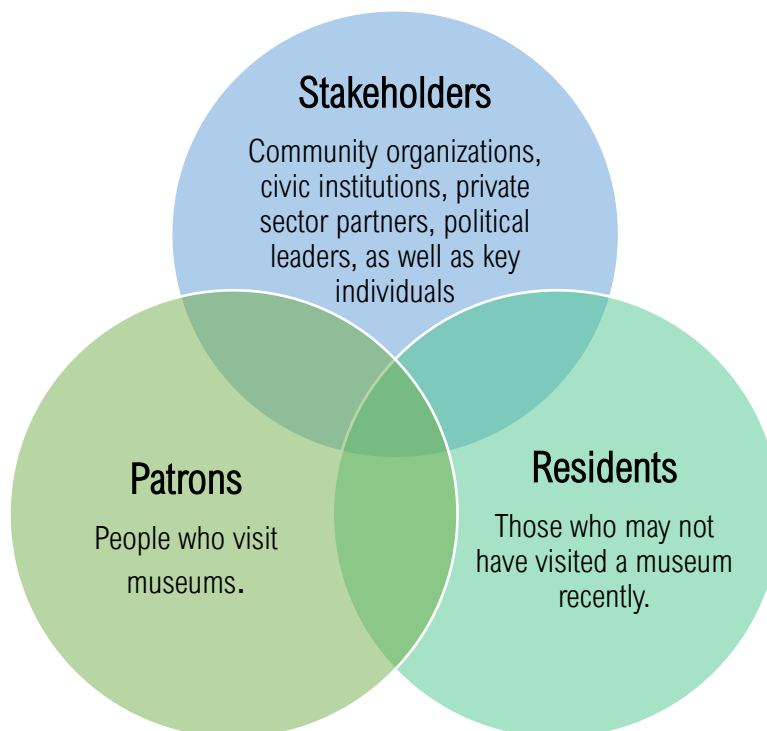 Stakeholders
Community organizations,
civic institutions, private
sector partners, political
leaders, as well as key
individuals
Patrons
People who visit
museums.
Residents
Those who may not
have visited a museum
recently.